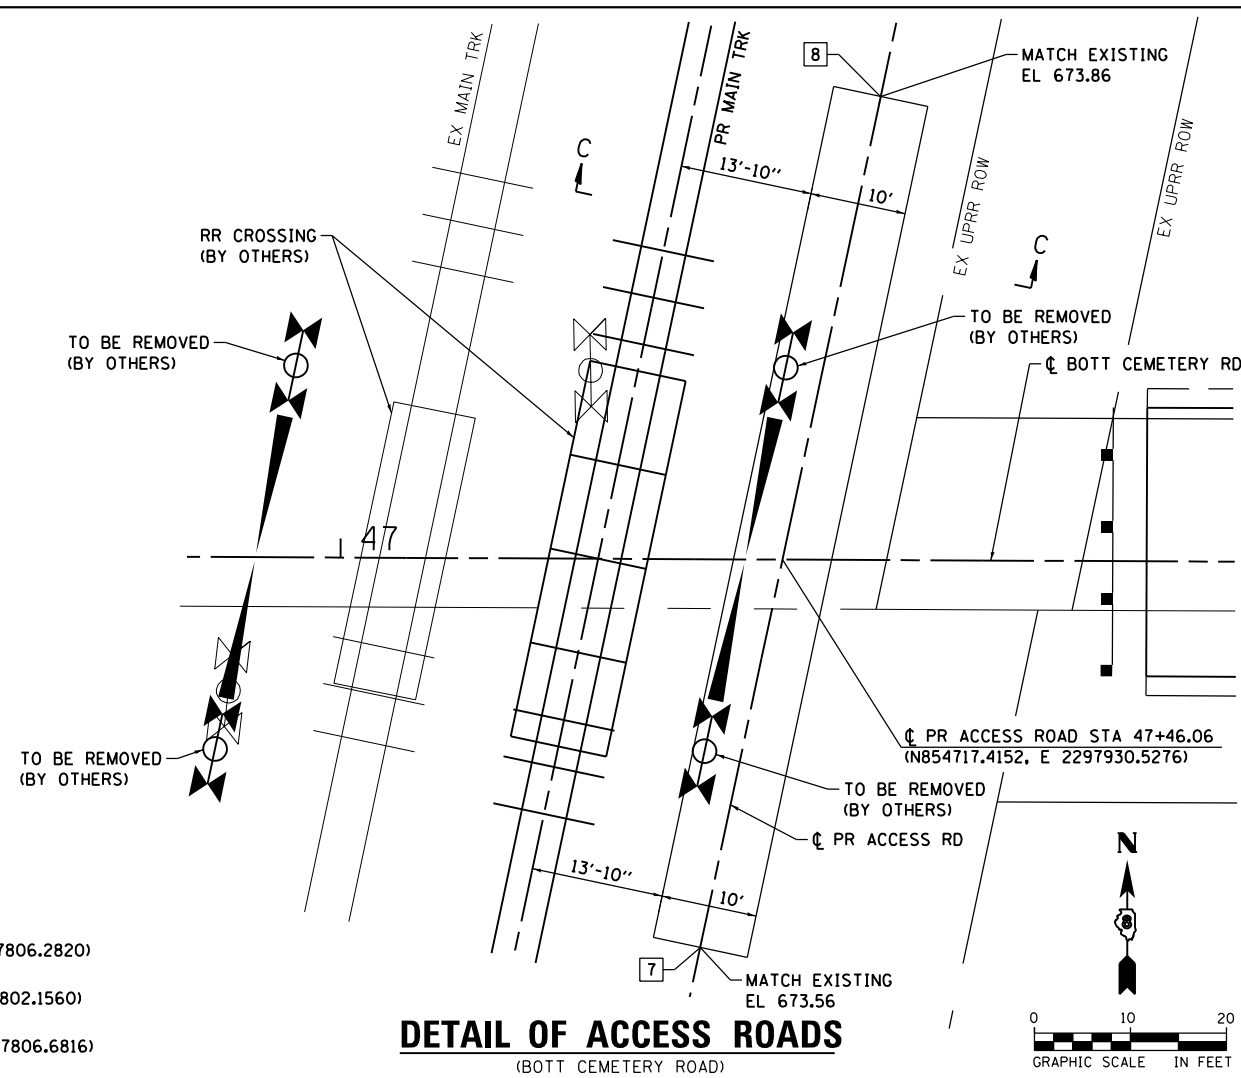 EX MAIN TRK
PR MAIN TRK
8
MATCH EXISTING
EL 673.86
C
13'-10"
10'
EX UPRR ROW
EX UPRR ROW
C
RR CROSSING
(BY OTHERS)
TO BE REMOVED
(BY OTHERS)
TO BE REMOVED
(BY OTHERS)
℄ BOTT CEMETERY RD
47
℄ PR ACCESS ROAD STA 47+46.06
(N854717.4152, E 2297930.5276)
TO BE REMOVED
(BY OTHERS)
TO BE REMOVED
(BY OTHERS)
℄ PR ACCESS RD
13'-10"
10'
N
8
7806.2820)
7
MATCH EXISTING
EL 673.56
802.1560)
7806.6816)
DETAIL OF ACCESS ROADS
(BOTT CEMETERY ROAD)
0 10 20
GRAPHIC SCALE IN FEET